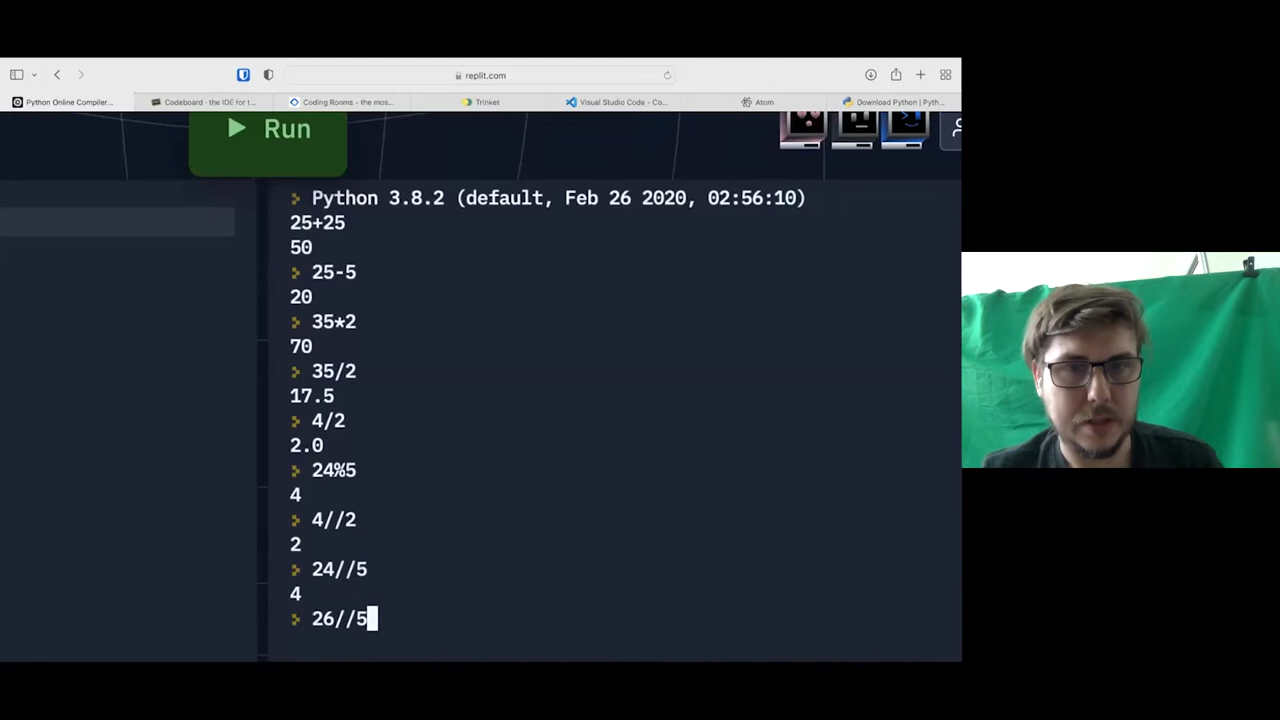 replit.com
Python Online Compiler...
Codeboard - the IDE for t...
Coding Rooms - the mos...
Trinket
Visual Studio Code - Co...
Atom
Download Python | Pyth...
Run
Python 3.8.2 (default, Feb 26 2020, 02:56:10)
25+25
50
25-5
20
35*2
70
35/2
17.5
4/2
2.0
24%5
4
4//2
2
24//5
4
26//5